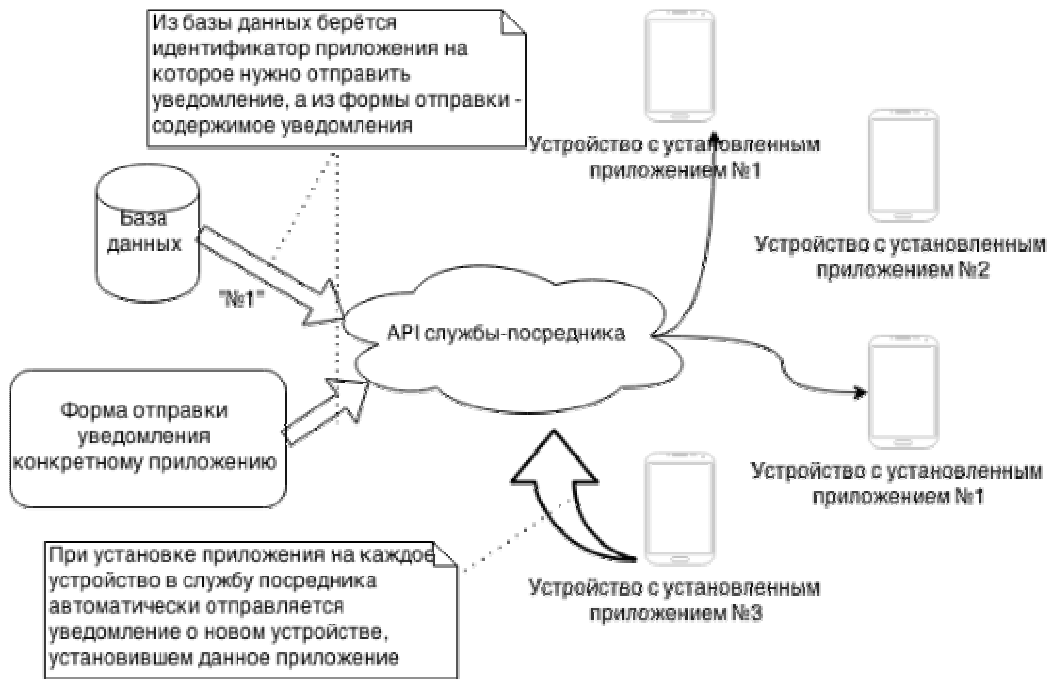 Из базы данных берётся
идентификатор приложения на
которое нужно отправить
уведомление, а из формы отправки -
содержимое уведомления
Устройство с установленным
приложением №1
База
данных
Устройство с установленным
приложением №2
"№1"
API службы-посредника
Форма отправки
уведомления
конкретному приложению
Устройство с установленным
приложением №1
При установке приложения на каждое
устройство в службу посредника
автоматически отправляется
уведомление о новом устройстве,
установившем данное приложение
Устройство с установленным
приложением №3